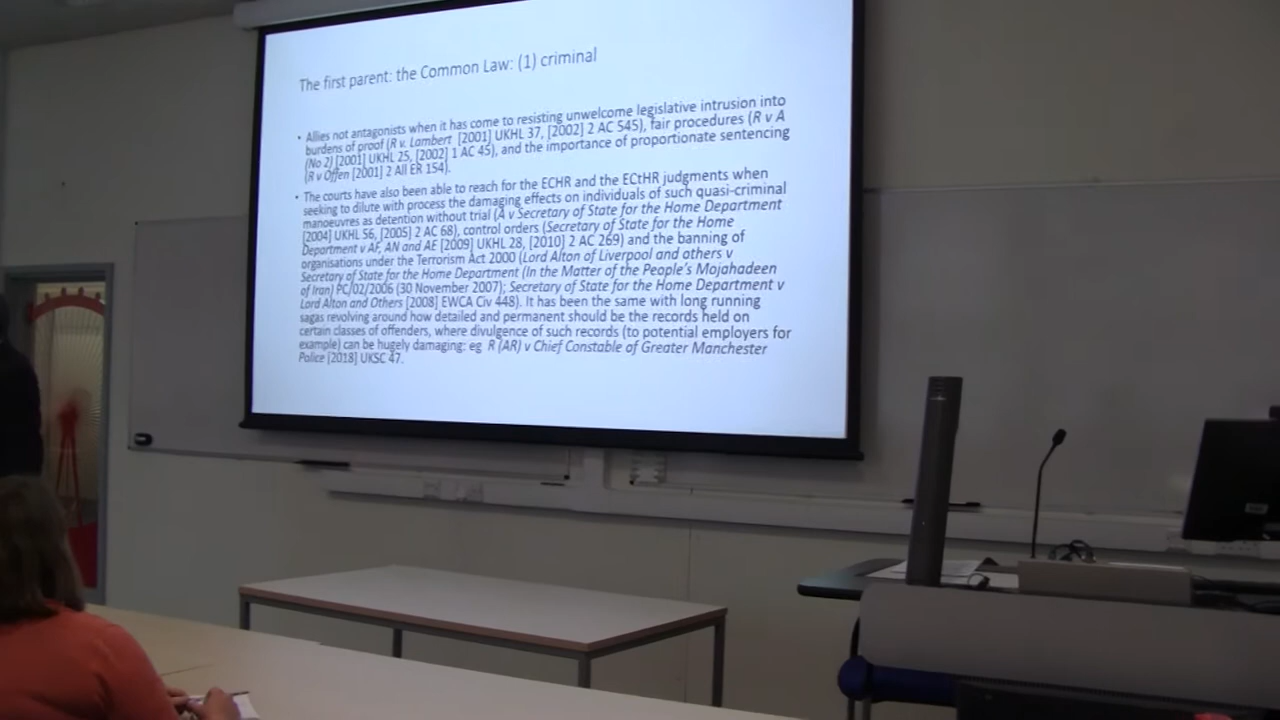 The first parent: the Common Law: (1) criminal
• Allies not antagonists when it has come to resisting unwelcome legislative intrusion into
burdens of proof (R v. Lambert [2001] UKHL 37, [2002] 2 AC 545), fair procedures (R v A
(No 2) [2001] UKHL 25, [2002] 1 AC 45), and the importance of proportionate sentencing
(R v Offen [2001] 2 All ER 154).
• The courts have also been able to reach for the ECHR and the ECtHR judgments when
seeking to dilute with process the damaging effects on individuals of such quasi-criminal
manoeuvres as detention without trial (A v Secretary of State for the Home Department
[2004] UKHL 56, [2005] 2 AC 68), control orders (Secretary of State for the Home
Department v AF, AN and AE [2009] UKHL 28, [2010] 2 AC 269) and the banning of
organisations under the Terrorism Act 2000 (Lord Alton of Liverpool and others v
Secretary of State for the Home Department (In the Matter of the People's Mojahadeen
of Iran) PC/02/2006 (30 November 2007); Secretary of State for the Home Department v
Lord Alton and Others [2008] EWCA Civ 448). It has been the same with long running
sagas revolving around how detailed and permanent should be the records held on
certain classes of offenders, where divulgence of such records (to potential employers for
example) can be hugely damaging: eg R (AR) v Chief Constable of Greater Manchester
Police [2018] UKSC 47.